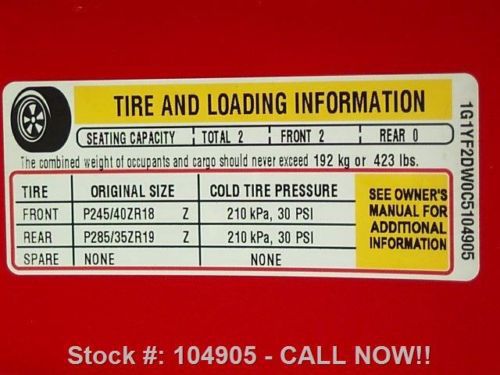 TIRE AND LOADING INFORMATION
SEATING CAPACITY TOTAL 2 FRONT 2 REAR 0
The combined weight of occupants and cargo should never exceed 192 kg or 423 lbs.
TIRE ORIGINAL SIZE COLD TIRE PRESSURE
FRONT P245/40ZR18 Z 210 kPa, 30 PSI
REAR P285/35ZR19 Z 210 kPa, 30 PSI
SPARE NONE NONE
SEE OWNER'S
MANUAL FOR
ADDITIONAL
INFORMATION
1G1YF2DW0C5104905
Stock #: 104905 - CALL NOW!!